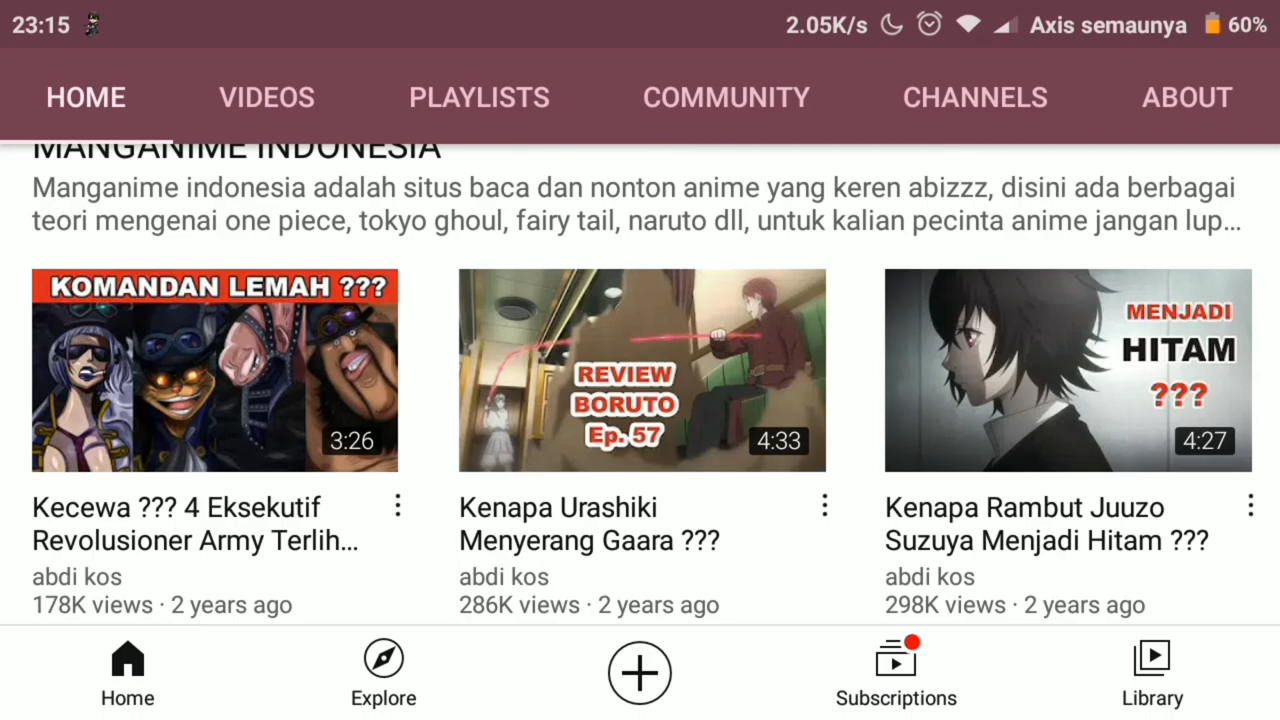 23:15
2.05K/s
Axis semaunya
60%
HOME
VIDEOS
PLAYLISTS
COMMUNITY
CHANNELS
ABOUT
MANGANIME INDONESIA
Manganime indonesia adalah situs baca dan nonton anime yang keren abizzz, disini ada berbagai
teori mengenai one piece, tokyo ghoul, fairy tail, naruto dll, untuk kalian pecinta anime jangan lup...
KOMANDAN LEMAH ???
3:26
Kecewa ??? 4 Eksekutif
Revolusioner Army Terlih...
abdi kos
178K views · 2 years ago
REVIEW
BORUTO
Ep. 57
4:33
Kenapa Urashiki
Menyerang Gaara ???
abdi kos
286K views · 2 years ago
MENJADI
HITAM
???
4:27
Kenapa Rambut Juuzo
Suzuya Menjadi Hitam ???
abdi kos
298K views · 2 years ago
Home
Explore
Subscriptions
Library